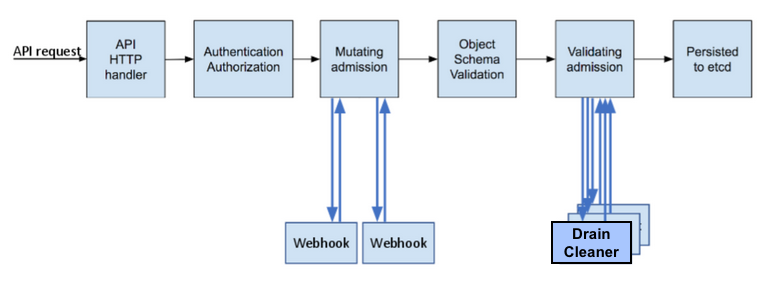 API request
API
HTTP
handler
Authentication
Authorization
Mutating
admission
Object
Schema
Validation
Validating
admission
Persisted
to etcd
Webhook
Webhook
Drain
Cleaner